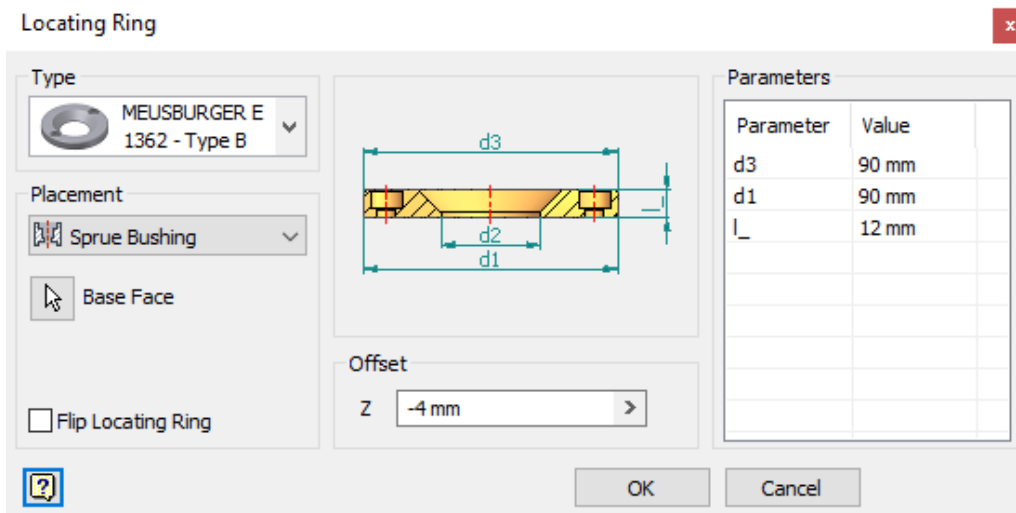 Locating Ring
x
Type
MEUSBURGER E
1362 - Type B
Placement
Sprue Bushing
Base Face
Flip Locating Ring
d3
l_
d2
d1
Offset
Z -4 mm >
Parameters
Parameter Value
d3 90 mm
d1 90 mm
l_ 12 mm
?
OK
Cancel